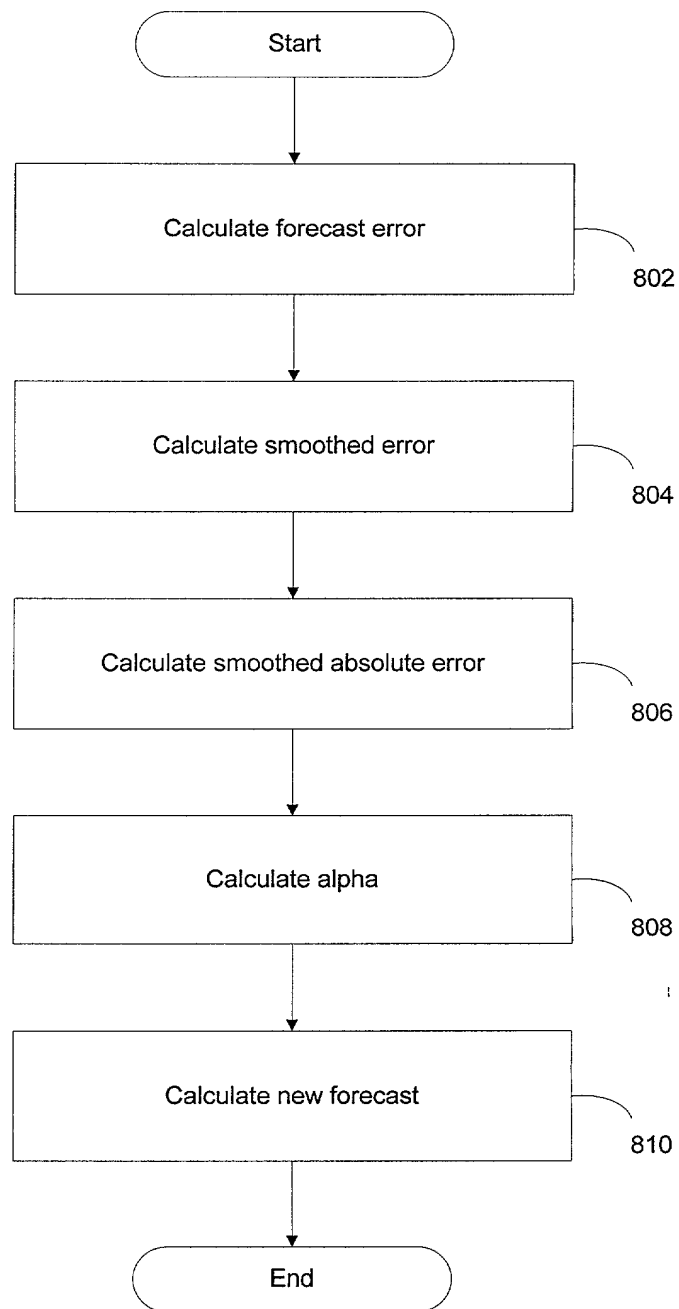 Start
Calculate forecast error
802
Calculate smoothed error
804
Calculate smoothed absolute error
806
Calculate alpha
808
Calculate new forecast
810
End